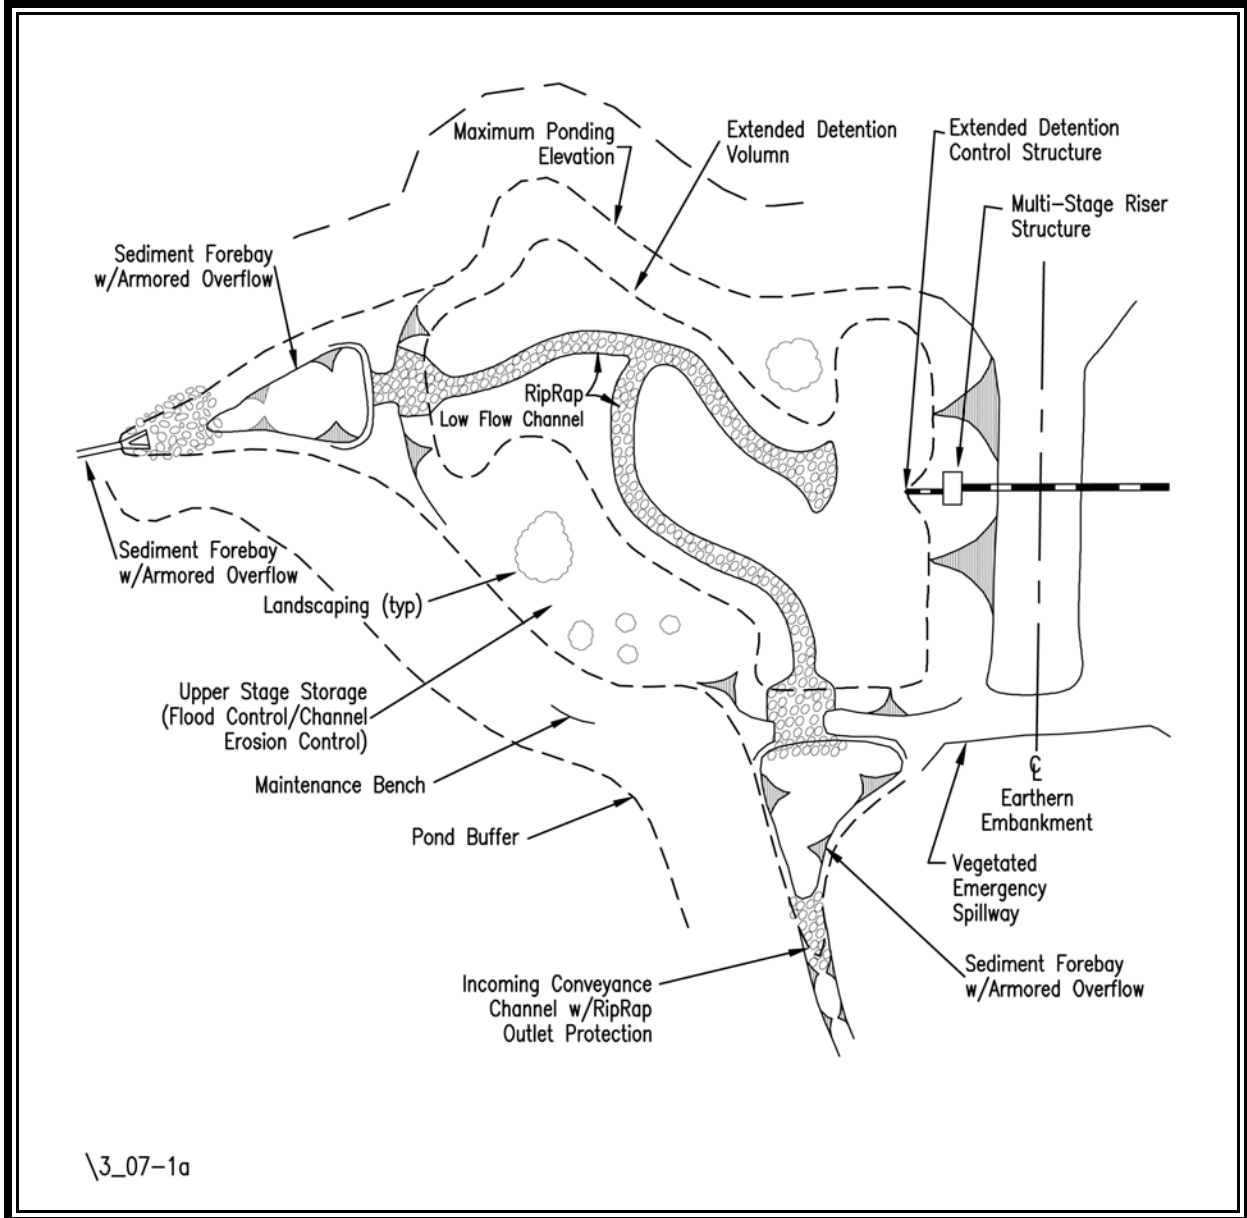 Maximum Ponding
Elevation
Extended Detention
Volumn
Extended Detention
Control Structure
Multi-Stage Riser
Structure
Sediment Forebay
w/Armored Overflow
RipRap
Low Flow Channel
Sediment Forebay
w/Armored Overflow
Landscaping (typ)
Upper Stage Storage
(Flood Control/Channel
Erosion Control)
Maintenance Bench
Pond Buffer
℄
Earthern
Embankment
Vegetated
Emergency
Spillway
Sediment Forebay
w/Armored Overflow
Incoming Conveyance
Channel w/RipRap
Outlet Protection
\3_07-1a